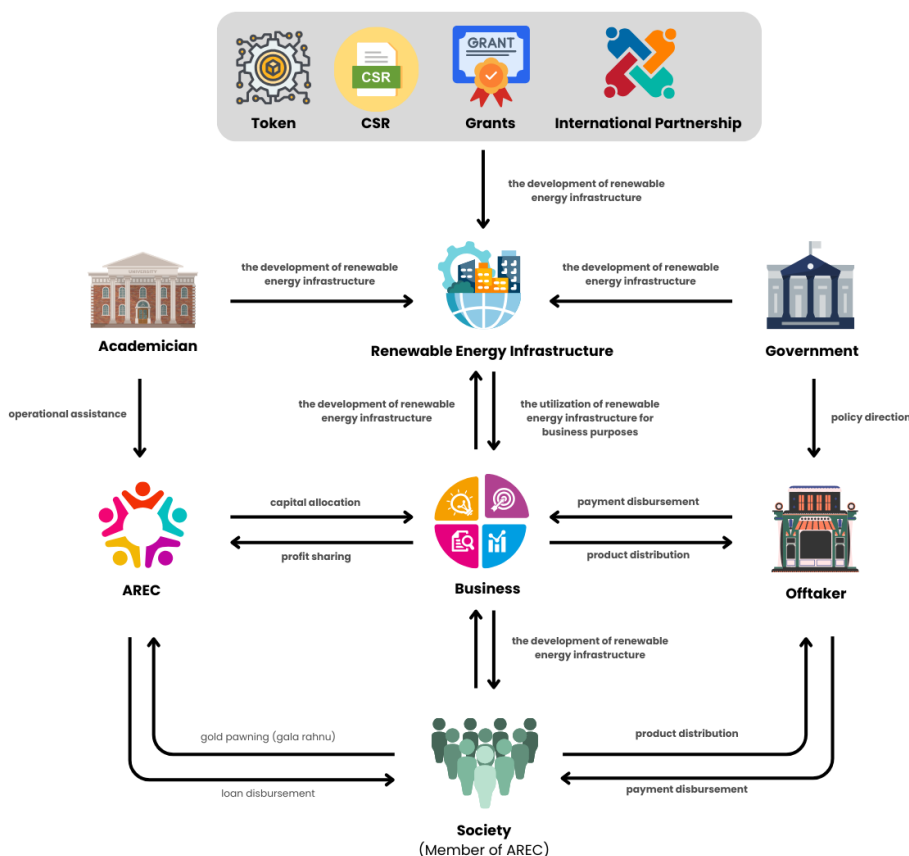 GRANT
CSR
Token
CSR
Grants
International Partnership
the development of renewable
energy infrastructure
UNIVERSITY
the development of renewable
energy infrastructure
the development of renewable
energy infrastructure
Academician
Renewable Energy Infrastructure
Government
operational assistance
the development of renewable
energy infrastructure
the utilization of renewable
energy infrastructure for
business purposes
policy direction
capital allocation
payment disbursement
profit sharing
product distribution
AREC
Business
Offtaker
the development of renewable
energy infrastructure
gold pawning (gala rahnu)
product distribution
loan disbursement
payment disbursement
Society
(Member of AREC)